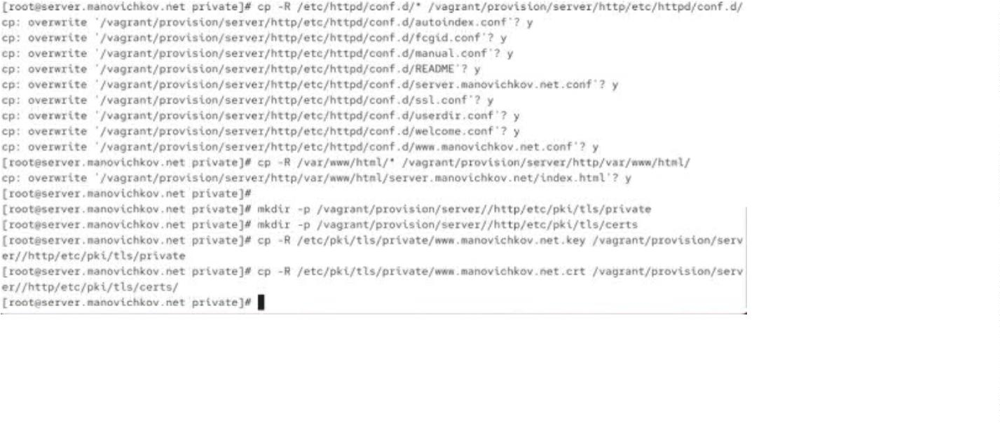 [root@server.manovichkov.net private]# cp -R /etc/httpd/conf.d/* /vagrant/provision/server/http/etc/httpd/conf.d/
cp: overwrite '/vagrant/provision/server/http/etc/httpd/conf.d/autoindex.conf'? y
cp: overwrite '/vagrant/provision/server/http/etc/httpd/conf.d/fcgid.conf'? y
cp: overwrite '/vagrant/provision/server/http/etc/httpd/conf.d/manual.conf'? y
cp: overwrite '/vagrant/provision/server/http/etc/httpd/conf.d/README'? y
cp: overwrite '/vagrant/provision/server/http/etc/httpd/conf.d/server.manovichkov.net.conf'? y
cp: overwrite '/vagrant/provision/server/http/etc/httpd/conf.d/ssl.conf'? y
cp: overwrite '/vagrant/provision/server/http/etc/httpd/conf.d/userdir.conf'? y
cp: overwrite '/vagrant/provision/server/http/etc/httpd/conf.d/welcome.conf'? y
cp: overwrite '/vagrant/provision/server/http/etc/httpd/conf.d/www.manovichkov.net.conf'? y
[root@server.manovichkov.net private]# cp -R /var/www/html/* /vagrant/provision/server/http/var/www/html/
cp: overwrite '/vagrant/provision/server/http/var/www/html/server.manovichkov.net/index.html'? y
[root@server.manovichkov.net private]#
[root@server.manovichkov.net private]# mkdir -p /vagrant/provision/server//http/etc/pki/tls/private
[root@server.manovichkov.net private]# mkdir -p /vagrant/provision/server//http/etc/pki/tls/certs
[root@server.manovichkov.net private]# cp -R /etc/pki/tls/private/www.manovichkov.net.key /vagrant/provision/serv
er//http/etc/pki/tls/private
[root@server.manovichkov.net private]# cp -R /etc/pki/tls/private/www.manovichkov.net.crt /vagrant/provision/serv
er//http/etc/pki/tls/certs/
[root@server.manovichkov.net private]#